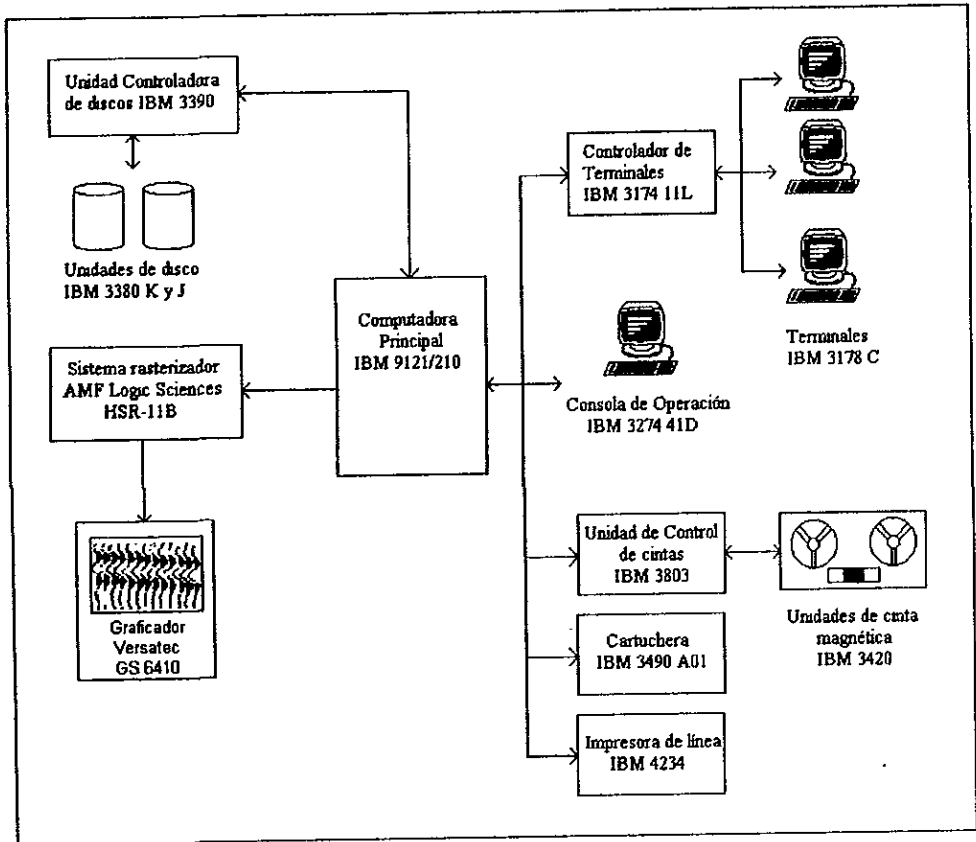 Unidad Controladora
de discos IBM 3390
Unidades de disco
IBM 3380 K y J
Sistema rasterizador
AMF Logic Sciences
HSR-11B
Graficador
Versatec
GS 6410
Computadora
Principal
IBM 9121/210
Controlador de
Terminales
IBM 3174 11L
Terminales
IBM 3178 C
Consola de Operación
IBM 3274 41D
Unidad de Control
de cintas
IBM 3803
Unidades de cinta
magnética
IBM 3420
Cartuchera
IBM 3490 A01
Impresora de línea
IBM 4234